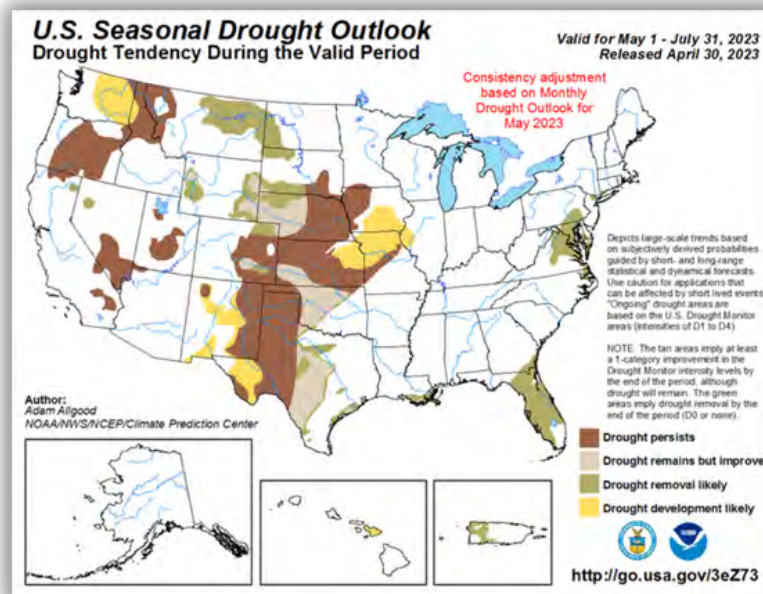 U.S. Seasonal Drought Outlook
Drought Tendency During the Valid Period
Valid for May 1 - July 31, 2023
Released April 30, 2023
Consistency adjustment
based on Monthly
Drought Outlook for
May 2023
Depicts large-scale trends based
on subjectively derived probabilities
guided by short- and long-range
statistical and dynamical forecasts.
Use caution for applications that
can be affected by short lived events.
"Ongoing" drought areas are
based on the U.S. Drought Monitor
areas (intensities of D1 to D4).
NOTE: The tan areas imply at least
a 1-category improvement in the
Drought Monitor intensity levels by
the end of the period, although
drought will remain. The green
areas imply drought removal by the
end of the period (D0 or none).
Author:
Adam Allgood
NOAA/NWS/NCEP/Climate Prediction Center
Drought persists
Drought remains but improve
Drought removal likely
Drought development likely
http://go.usa.gov/3eZ73